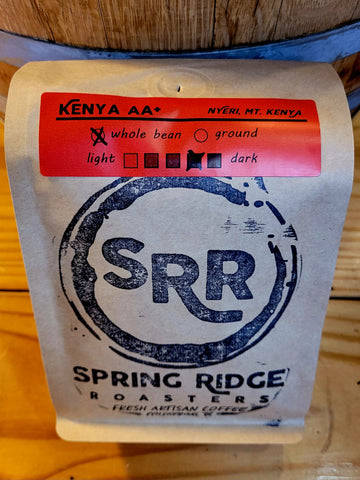 KENYA AA+ NYERI, MT. KENYA
whole bean ground
light dark
SRR
SPRING RIDGE
ROASTERS
FRESH ARTISAN COFFEE